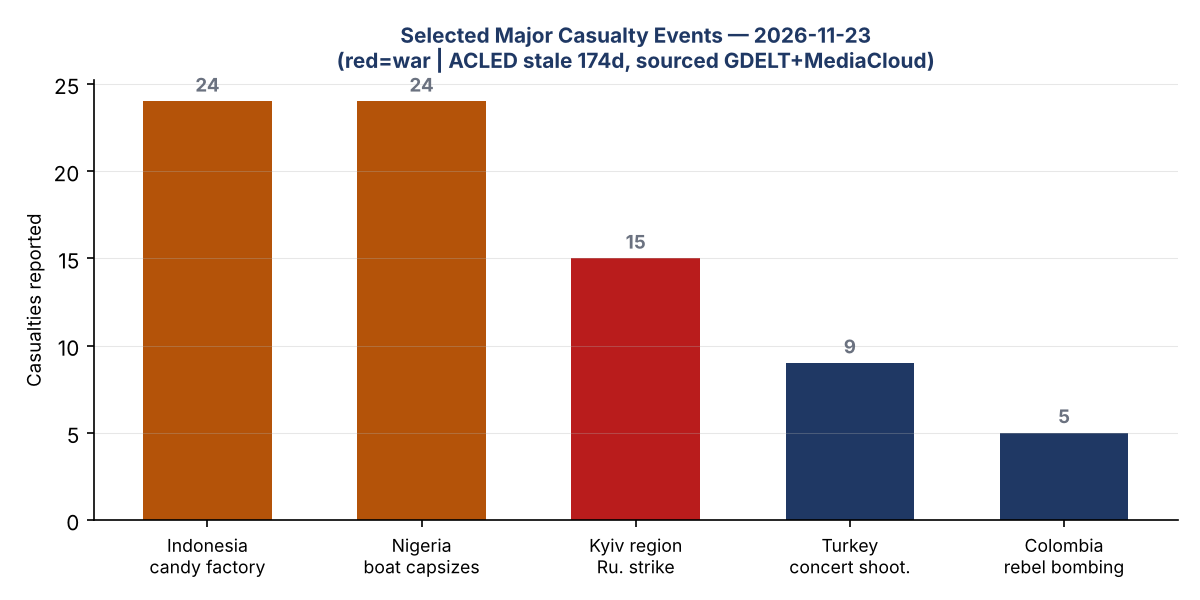 Selected Major Casualty Events — 2026-11-23
(red=war | ACLED stale 174d, sourced GDELT+MediaCloud)
Casualties reported
25
20
15
10
5
0
24
24
15
9
5
Indonesia
candy factory
Nigeria
boat capsizes
Kyiv region
Ru. strike
Turkey
concert shoot.
Colombia
rebel bombing